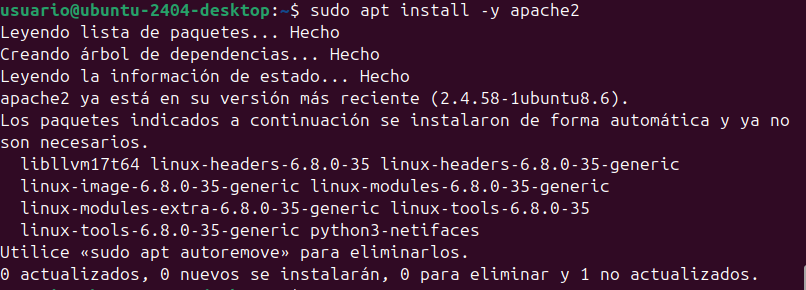 usuario@ubuntu-2404-desktop:~$ sudo apt install -y apache2
Leyendo lista de paquetes... Hecho
Creando árbol de dependencias... Hecho
Leyendo la información de estado... Hecho
apache2 ya está en su versión más reciente (2.4.58-1ubuntu8.6).
Los paquetes indicados a continuación se instalaron de forma automática y ya no
son necesarios.
  libllvm17t64 linux-headers-6.8.0-35 linux-headers-6.8.0-35-generic
  linux-image-6.8.0-35-generic linux-modules-6.8.0-35-generic
  linux-modules-extra-6.8.0-35-generic linux-tools-6.8.0-35
  linux-tools-6.8.0-35-generic python3-netifaces
Utilice «sudo apt autoremove» para eliminarlos.
0 actualizados, 0 nuevos se instalarán, 0 para eliminar y 1 no actualizados.